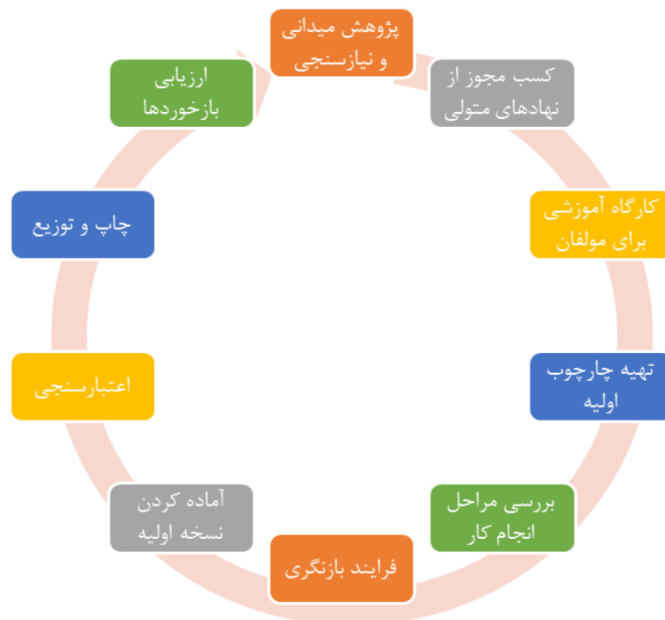 پژوهش میدانی
و نیازسنجی
کسب مجوز از
نهادهای متولی
کارگاه آموزشی
برای مولفان
تهیه چارچوب
اولیه
بررسی مراحل
انجام کار
فرایند بازنگری
آماده کردن
نسخه اولیه
اعتبارسنجی
چاپ و توزیع
ارزیابی
بازخوردها